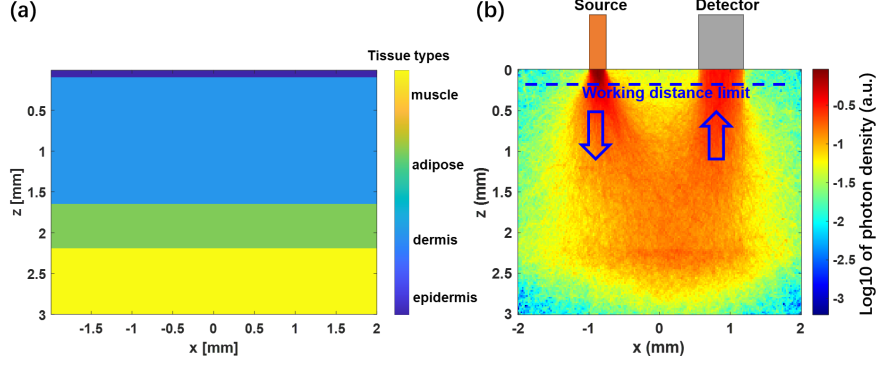 (a)
Tissue types
muscle
adipose
dermis
epidermis
z [mm]
0.5
1
1.5
2
2.5
3
-1.5 -1 -0.5 0 0.5 1 1.5 2
x [mm]
(b)
Source Detector
Working distance limit
z (mm)
0
0.5
1
1.5
2
2.5
3
-2 -1 0 1 2
x (mm)
-0.5
-1
-1.5
-2
-2.5
-3
Log10 of photon density (a.u)